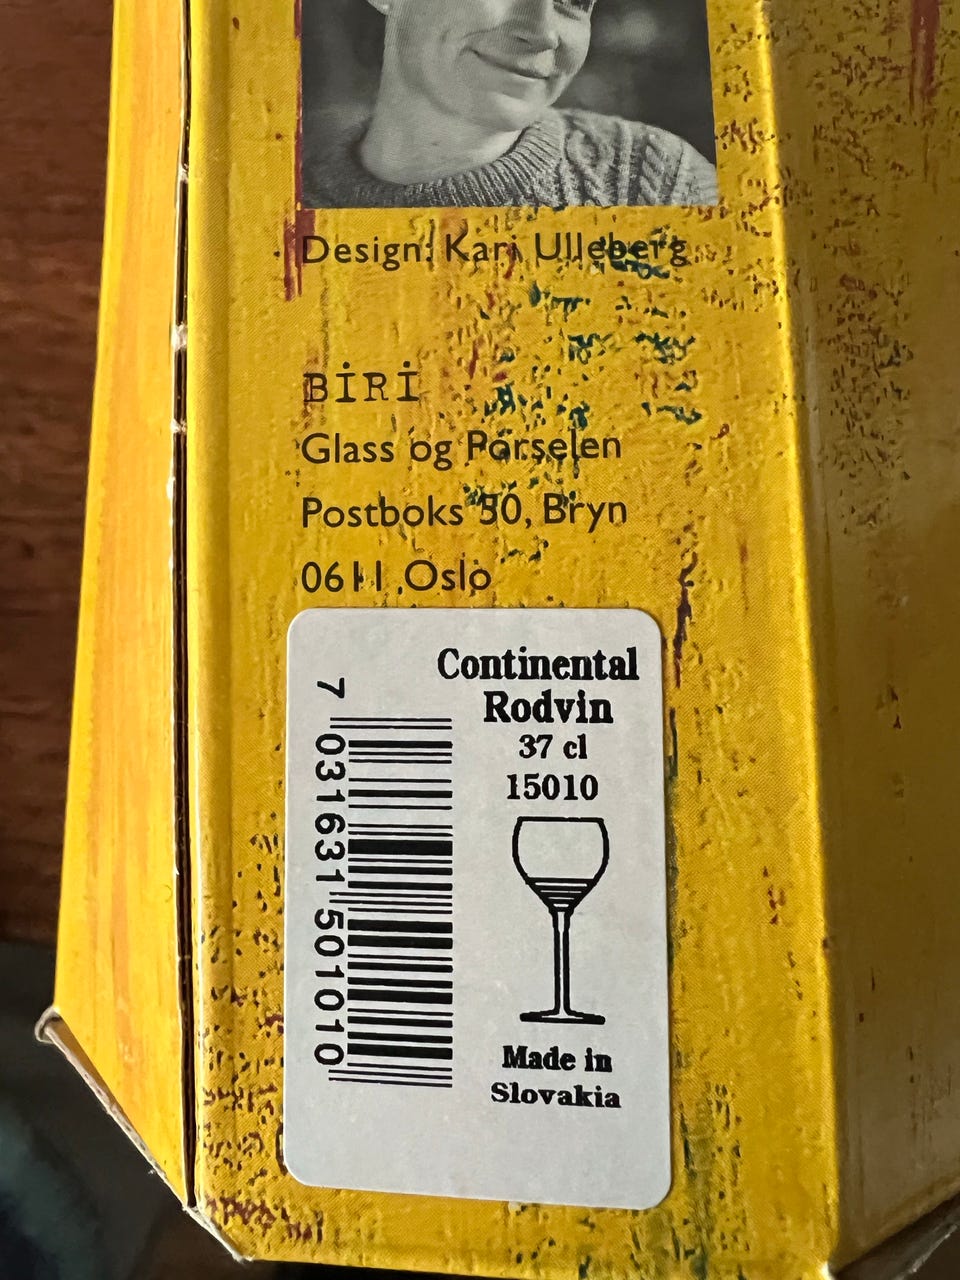 Design: Kari Ulleberg
BIRI
Glass og Porselen
Postboks 50, Bryn
0611 Oslo
Continental
Rodvin
37 cl
15010
7 031631 501010
Made in
Slovakia